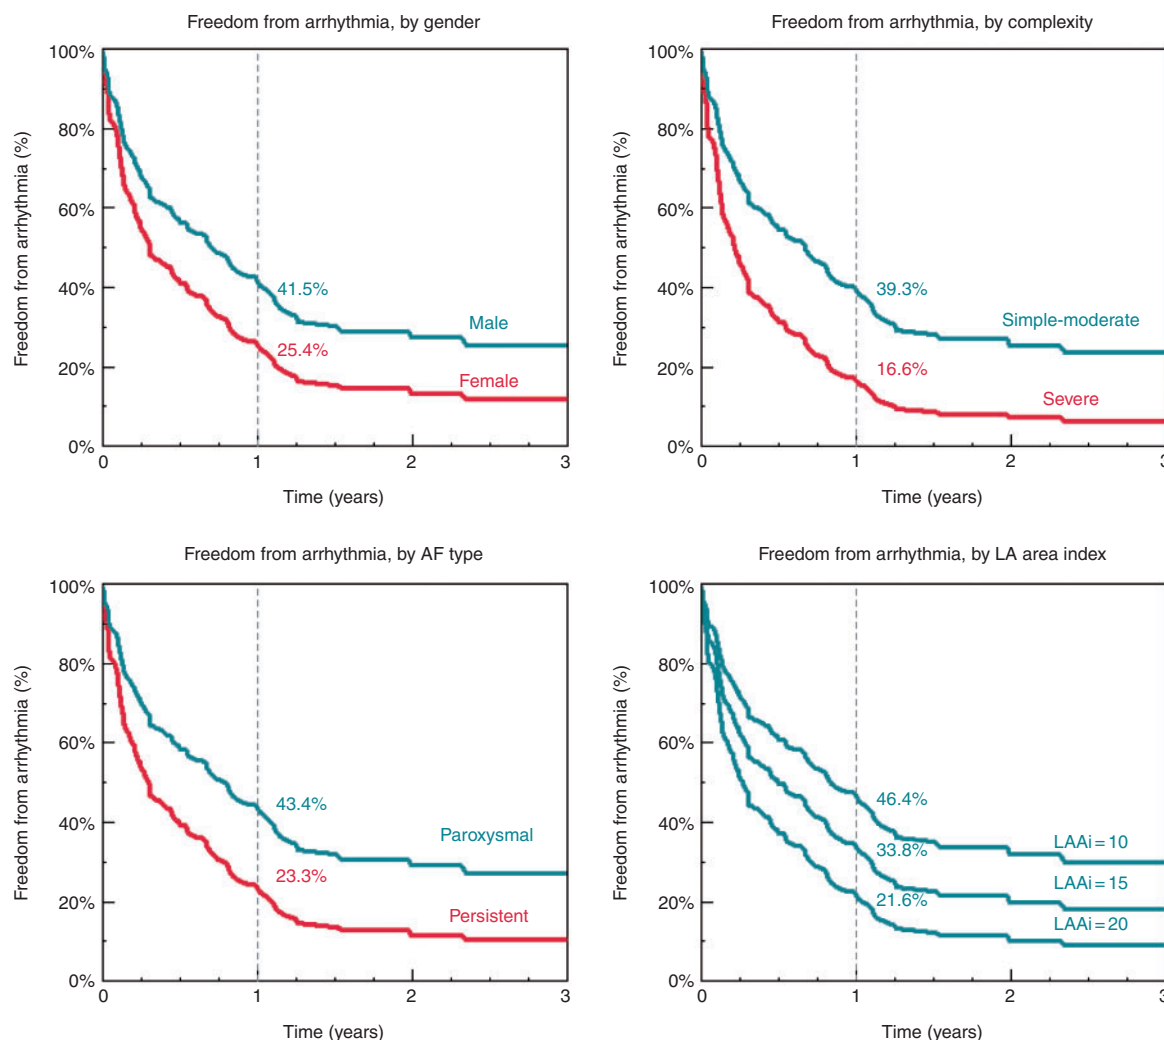 Freedom from arrhythmia, by gender
Freedom from arrhythmia (%)
100%
80%
60%
40%
20%
0%
41.5%
Male
25.4%
Female
0
1
2
3
Time (years)
Freedom from arrhythmia, by complexity
Freedom from arrhythmia (%)
100%
80%
60%
40%
20%
0%
39.3%
Simple-moderate
16.6%
Severe
0
1
2
3
Time (years)
Freedom from arrhythmia, by AF type
Freedom from arrhythmia (%)
100%
80%
60%
40%
20%
0%
43.4%
Paroxysmal
23.3%
Persistent
0
1
2
3
Time (years)
Freedom from arrhythmia, by LA area index
Freedom from arrhythmia (%)
100%
80%
60%
40%
20%
0%
46.4%
LAAi = 10
33.8%
LAAi = 15
21.6%
LAAi = 20
0
1
2
3
Time (years)